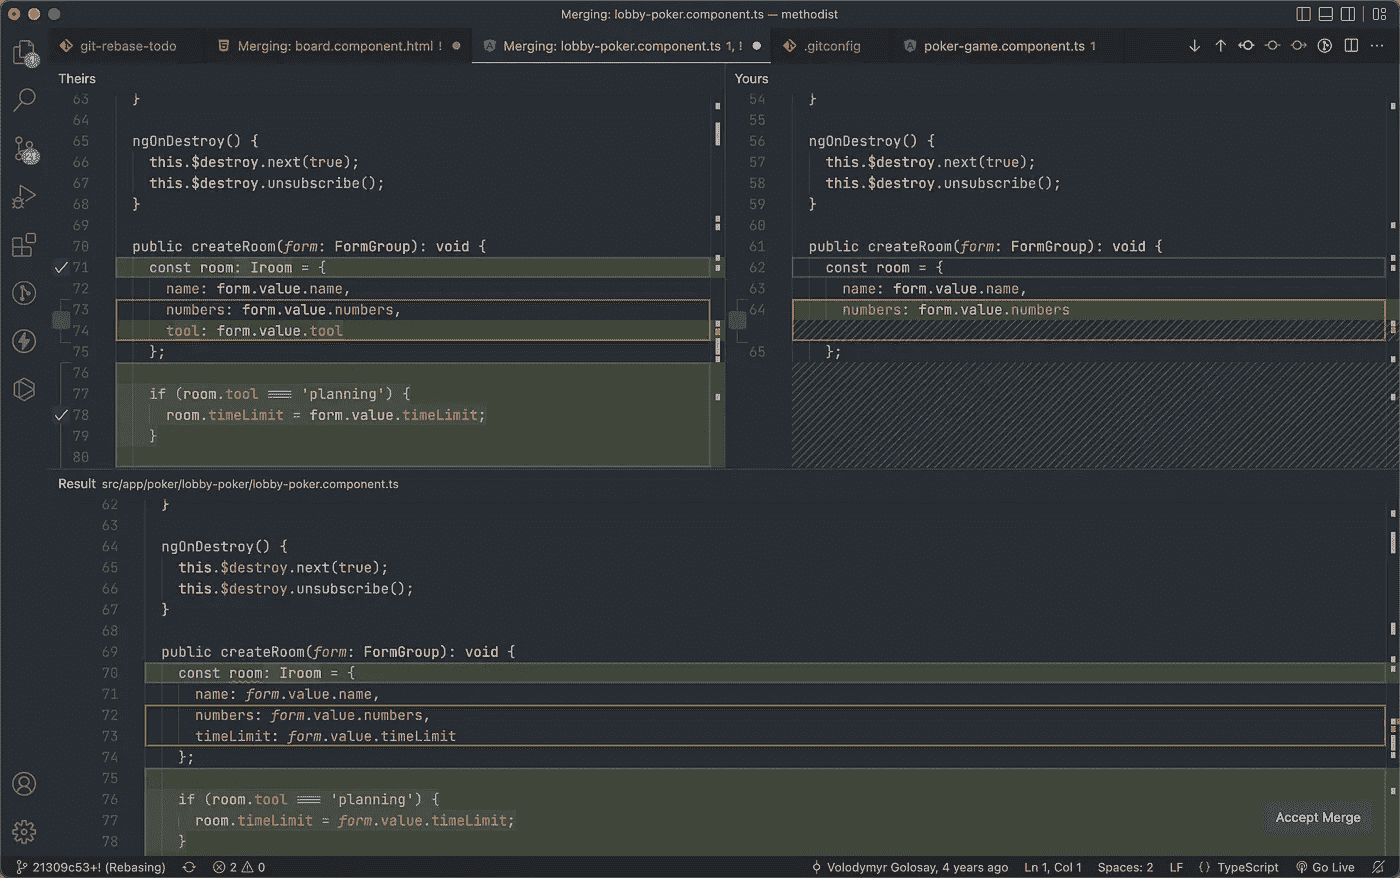 Merging: lobby-poker.component.ts — methodist
git-rebase-todo
Merging: board.component.html !
Merging: lobby-poker.component.ts 1, !
.gitconfig
poker-game.component.ts 1
Theirs
63 }
64
65 ngOnDestroy() {
66 this.$destroy.next(true);
67 this.$destroy.unsubscribe();
68 }
69
70 public createRoom(form: FormGroup): void {
71 const room: Iroom = {
72 name: form.value.name,
73 numbers: form.value.numbers,
74 tool: form.value.tool
75 };
76
77 if (room.tool === 'planning') {
78 room.timeLimit = form.value.timeLimit;
79 }
80
Yours
54 }
55
56 ngOnDestroy() {
57 this.$destroy.next(true);
58 this.$destroy.unsubscribe();
59 }
60
61 public createRoom(form: FormGroup): void {
62 const room = {
63 name: form.value.name,
64 numbers: form.value.numbers
65 };
Result src/app/poker/lobby-poker/lobby-poker.component.ts
62 }
63
64 ngOnDestroy() {
65 this.$destroy.next(true);
66 this.$destroy.unsubscribe();
67 }
68
69 public createRoom(form: FormGroup): void {
70 const room: Iroom = {
71 name: form.value.name,
72 numbers: form.value.numbers,
73 timeLimit: form.value.timeLimit
74 };
75
76 if (room.tool === 'planning') {
77 room.timeLimit = form.value.timeLimit;
78 }
Accept Merge
21
21309c53+! (Rebasing)
2 0
Volodymyr Golosay, 4 years ago
Ln 1, Col 1
Spaces: 2
LF
{} TypeScript
Go Live